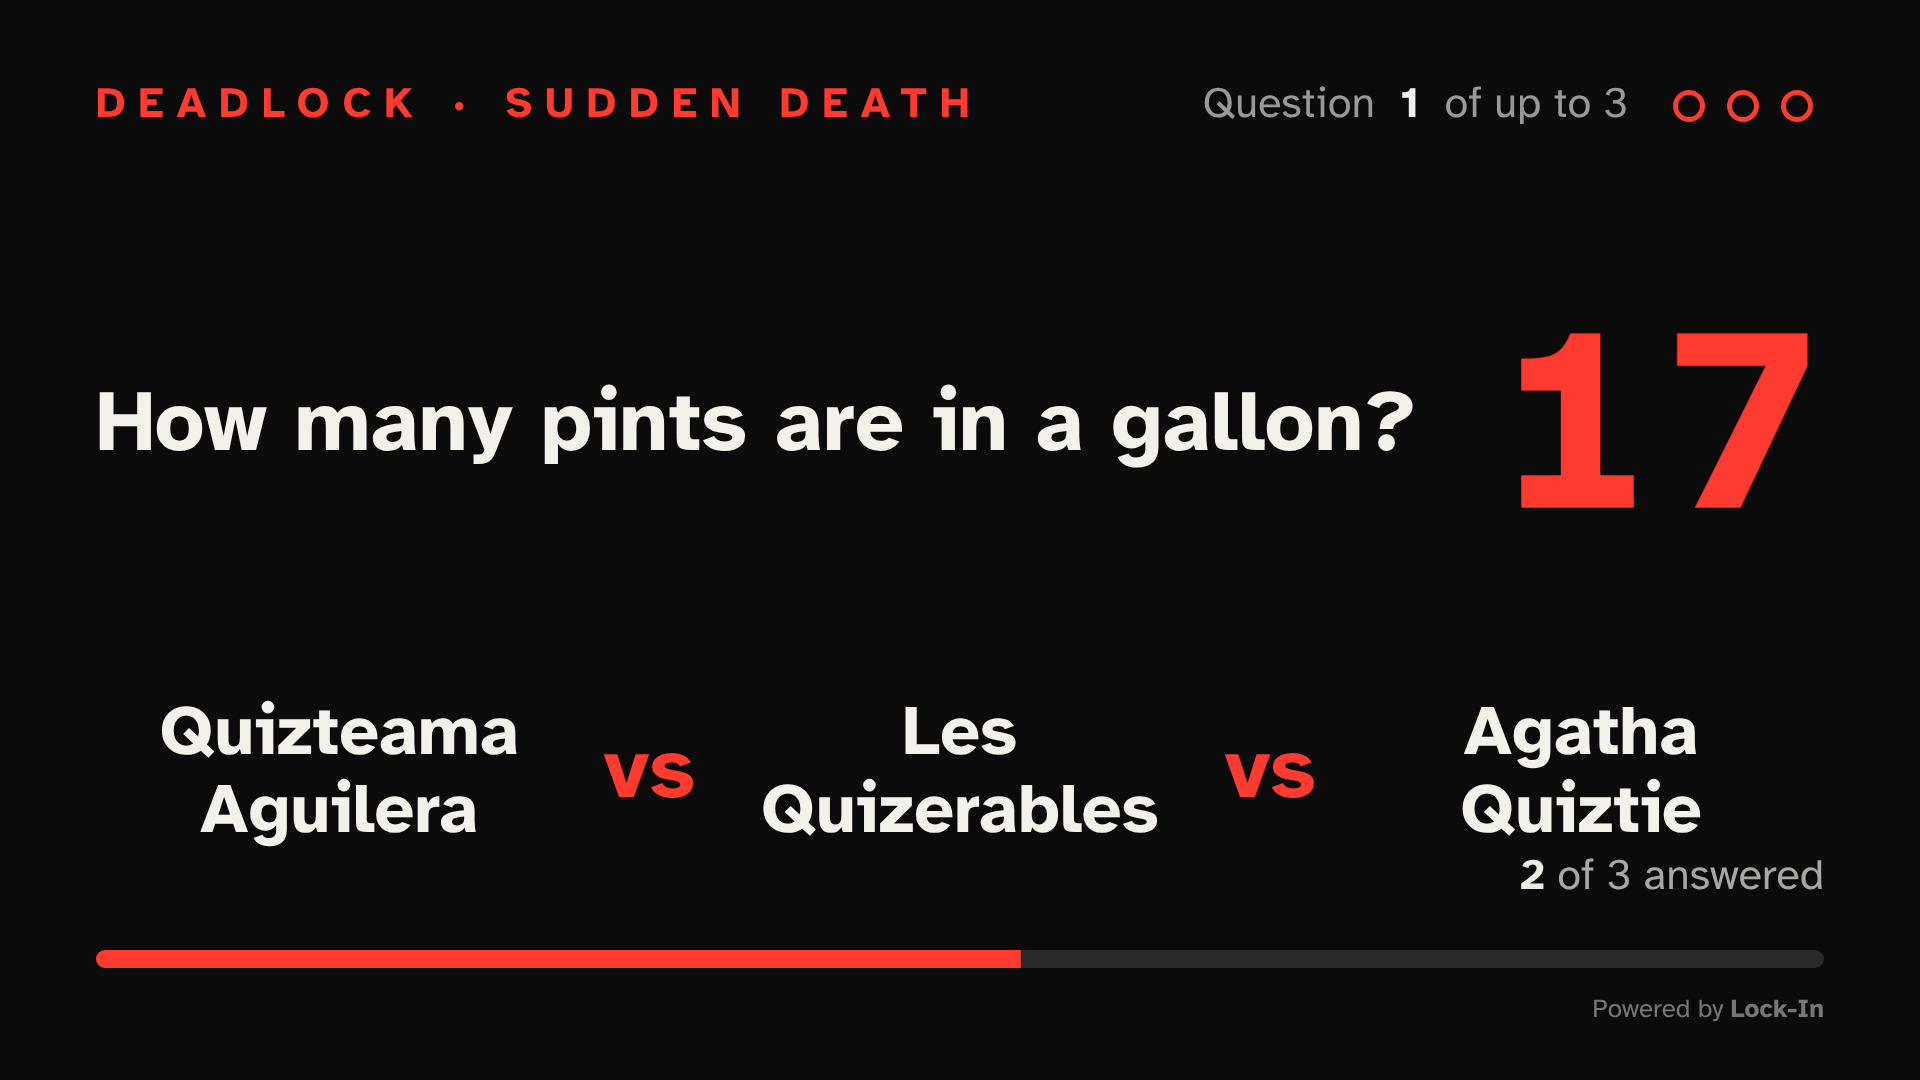 DEADLOCK · SUDDEN DEATH
Question 1 of up to 3
How many pints are in a gallon?
17
Quizteama
Aguilera
vs
Les
Quizerables
vs
Agatha
Quiztie
2 of 3 answered
Powered by Lock-In